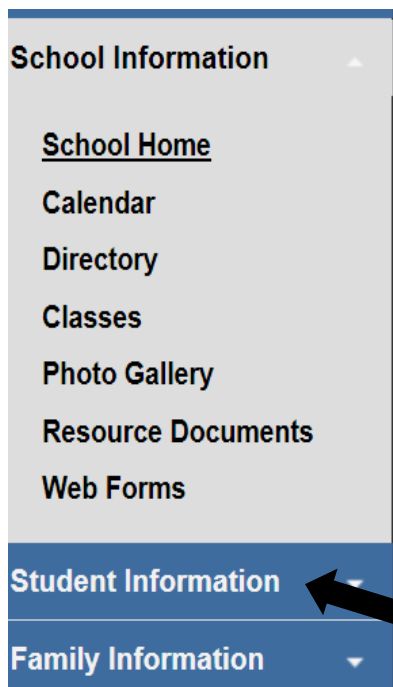 School Information
School Home
Calendar
Directory
Classes
Photo Gallery
Resource Documents
Web Forms
Student Information
Family Information